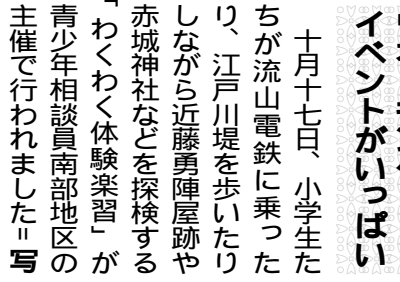 イベントがいっぱい
十月十七日、小学生た
ちが流山電鉄に乗った
り、江戸川堤を歩いたり
しながら近藤勇陣屋跡や
赤城神社などを探検する
「わくわく体験楽習」が
青少年相談員南部地区の
主催で行われました=写